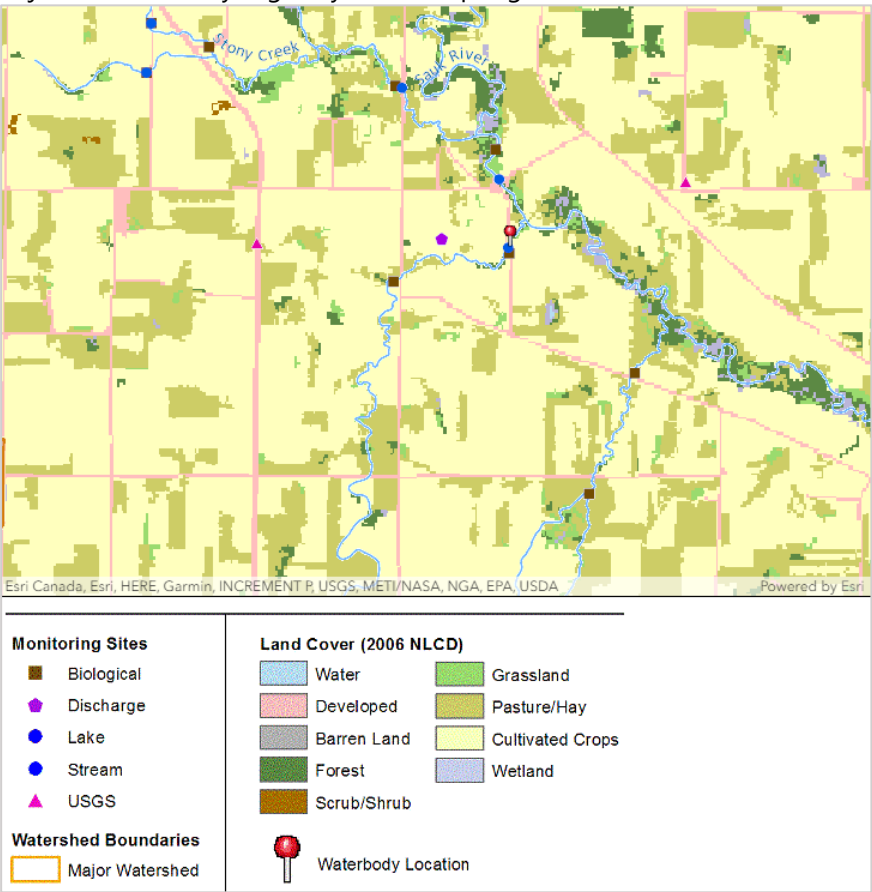 Stony Creek
Sauk River
Esri Canada, Esri, HERE, Garmin, INCREMENT P, USGS, METI/NASA, NGA, EPA, USDA
Powered by Esri
Monitoring Sites
Biological
Discharge
Lake
Stream
USGS
Watershed Boundaries
Major Watershed
Land Cover (2006 NLCD)
Water
Developed
Barren Land
Forest
Scrub/Shrub
Grassland
Pasture/Hay
Cultivated Crops
Wetland
Waterbody Location